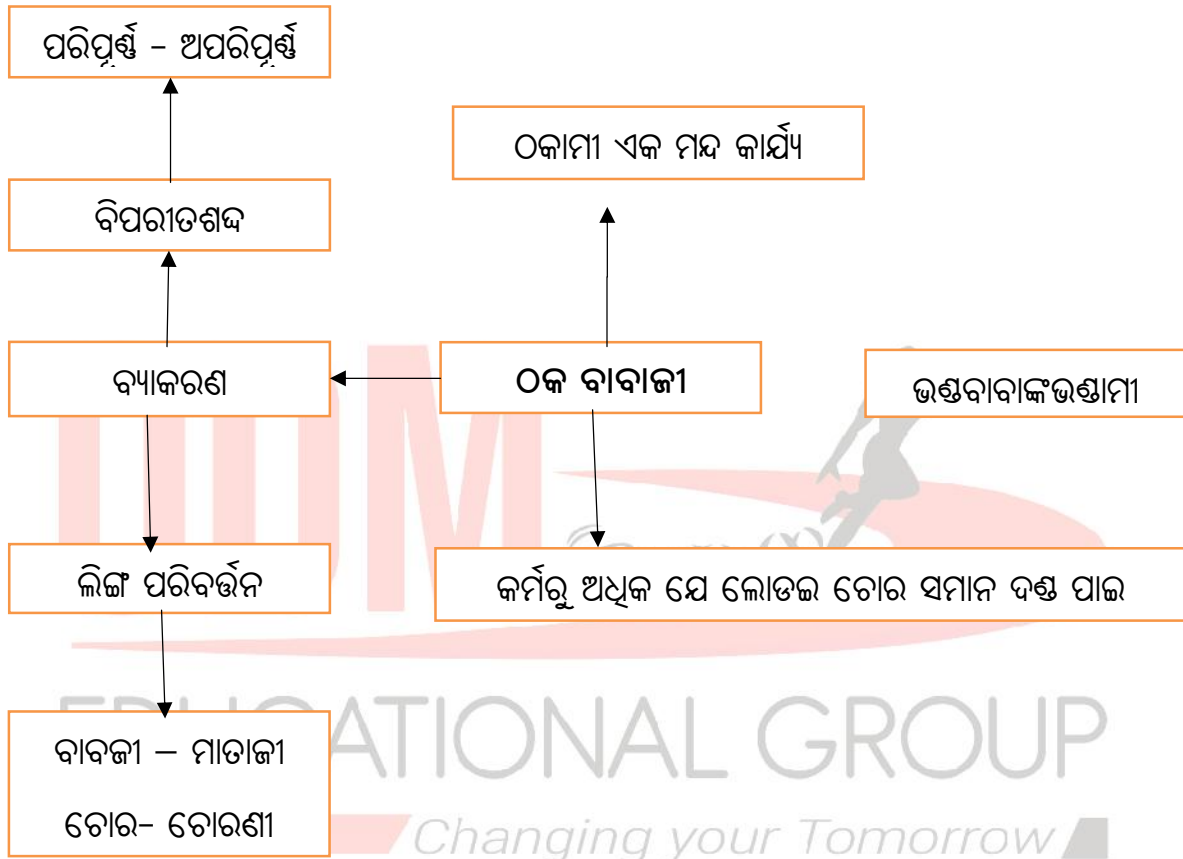 ପରିପୂର୍ଣ୍ଣ – ଅପରିପୂର୍ଣ୍ଣ
ଠକାମୀ ଏକ ମନ୍ଦ କାର୍ଯ୍ୟ
ବିପରୀତଶବ୍ଦ
ବ୍ୟାକରଣ
ଠକ ବାବାଜୀ
ଭଣ୍ଡବାବାଙ୍କଭଣ୍ଡାମୀ
ଲିଙ୍ଗ ପରିବର୍ତ୍ତନ
କର୍ମରୁ ଅଧିକ ଯେ ଲୋଡଇ ଚୋର ସମାନ ଦଣ୍ଡ ପାଇ
ବାବଜୀ – ମାତାଜୀ
ଚୋର– ଚୋରଣୀ
EDUCATIONAL GROUP
Changing your Tomorrow